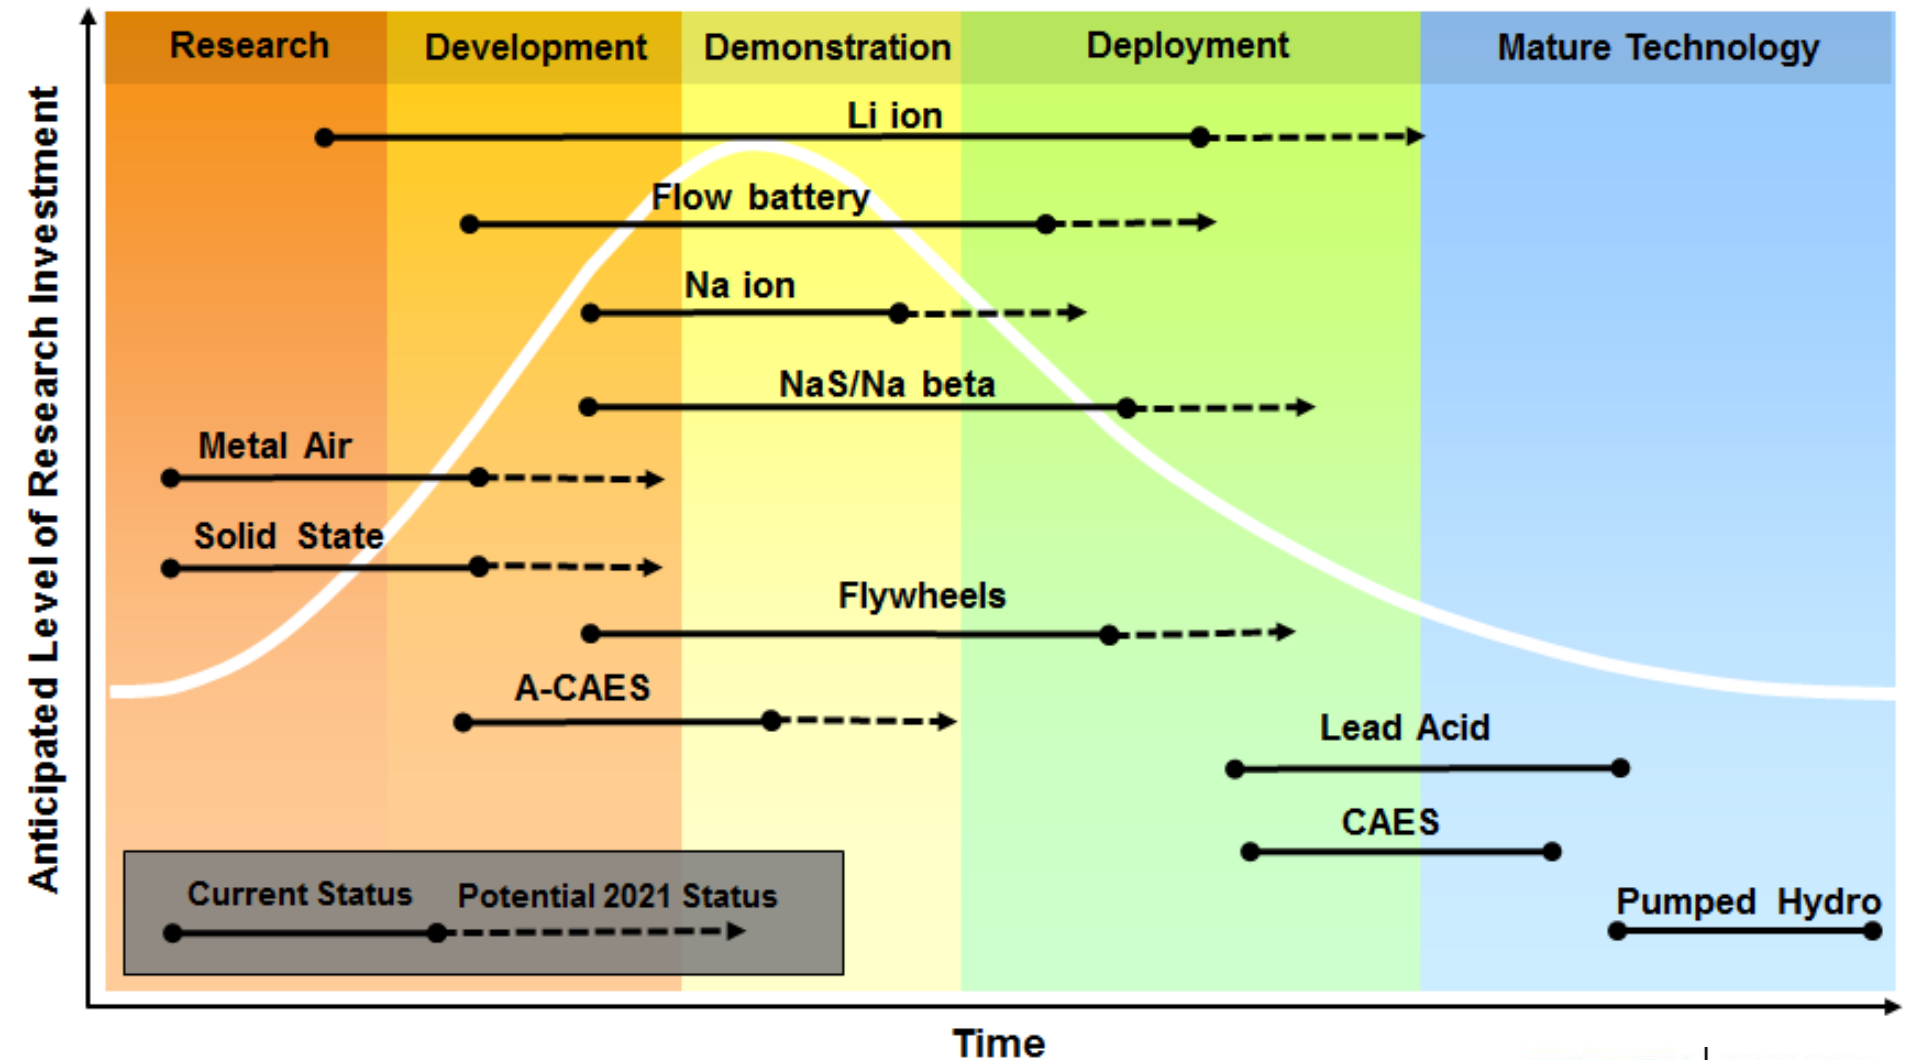 Research
Development
Demonstration
Deployment
Mature Technology
Anticipated Level of Research Investment
Li ion
Flow battery
Na ion
NaS/Na beta
Metal Air
Solid State
Flywheels
A-CAES
Lead Acid
CAES
Pumped Hydro
Current Status
Potential 2021 Status
Time